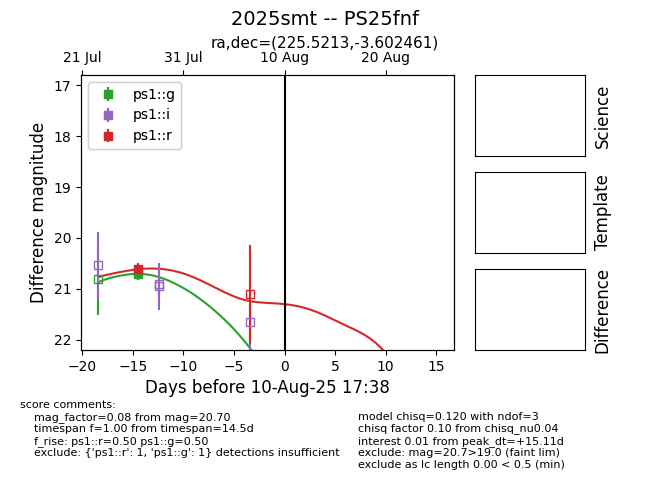 2025smt -- PS25fnf
ra,dec=(225.5213,-3.602461)
21 Jul
31 Jul
10 Aug
20 Aug
17
18
19
20
21
22
Difference magnitude
ps1::g
ps1::i
ps1::r
−20
−15
−10
−5
0
5
10
15
Days before 10-Aug-25 17:38
Science
Template
Difference
score comments:
mag_factor=0.08 from mag=20.70
timespan f=1.00 from timespan=14.5d
f_rise: ps1::r=0.50 ps1::g=0.50
exclude: {'ps1::r': 1, 'ps1::g': 1} detections insufficient
model chisq=0.120 with ndof=3
chisq factor 0.10 from chisq_nu0.04
interest 0.01 from peak_dt=+15.11d
exclude: mag=20.7>19.0 (faint lim)
exclude as lc length 0.00 < 0.5 (min)